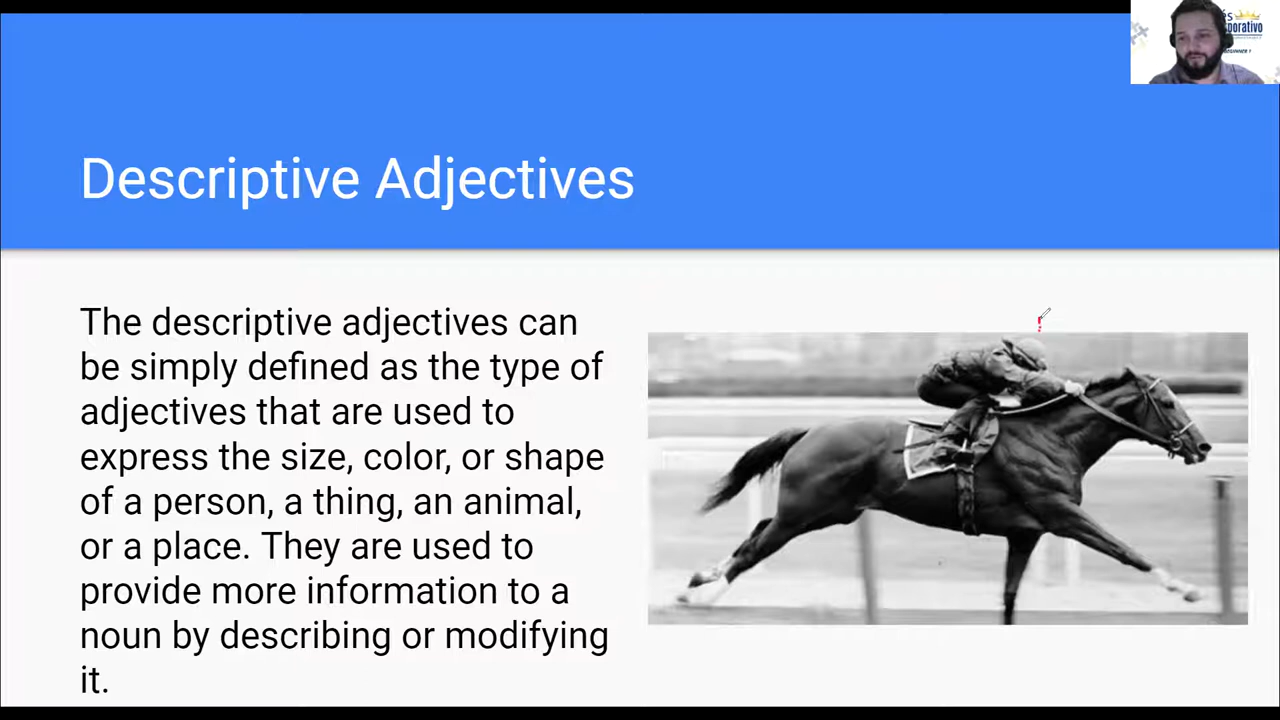 Descriptive Adjectives
The descriptive adjectives can
be simply defined as the type of
adjectives that are used to
express the size, color, or shape
of a person, a thing, an animal,
or a place. They are used to
provide more information to a
noun by describing or modifying
it.